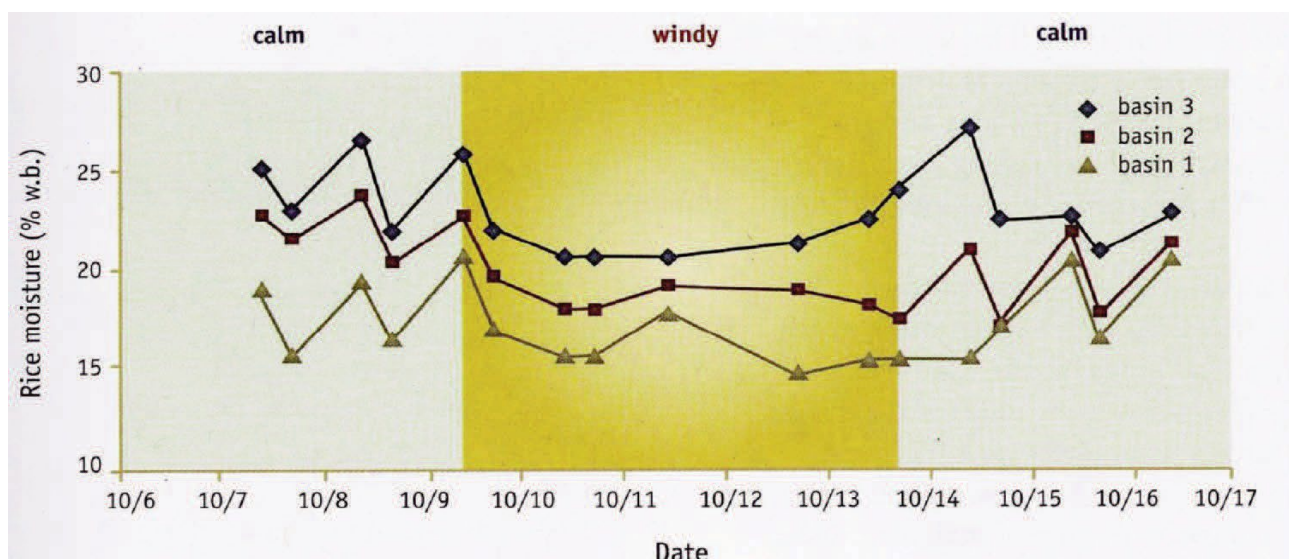 calm windy calm
30
25
20
15
10
basin 3
basin 2
basin 1
Rice moisture (% w.b.)
10/6 10/7 10/8 10/9 10/10 10/11 10/12 10/13 10/14 10/15 10/16 10/17
Date